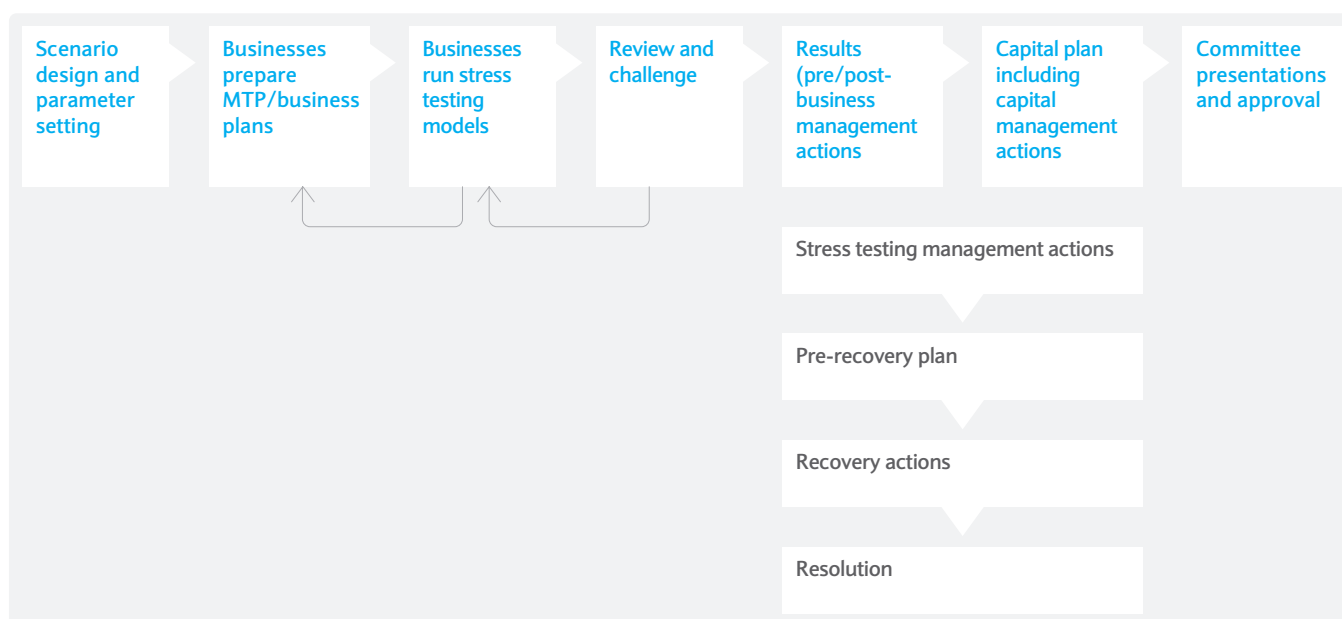 Scenario
design and
parameter
setting
Businesses
prepare
MTP/business
plans
Businesses
run stress
testing
models
Review and
challenge
Results
(pre/post-
business
management
actions
Capital plan
including
capital
management
actions
Committee
presentations
and approval
Stress testing management actions
Pre-recovery plan
Recovery actions
Resolution